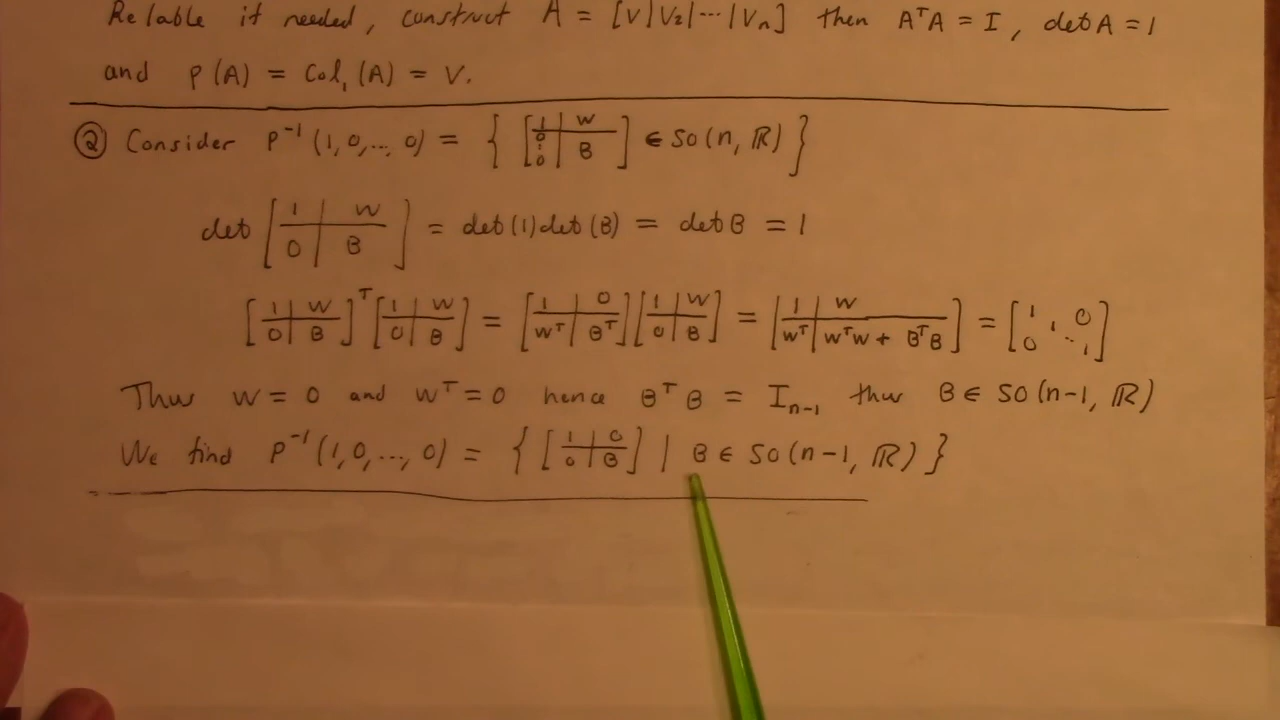 Relable if needed, construct A = [V|V₂|⋯|Vₙ] then AᵀA = I, det A = 1
and p(A) = Col₁(A) = V.
② Consider p⁻¹(1,0,…,0) = { [1 | W / 0 ⋮ 0 | B] ∈ SO(n, ℝ) }
det [1 | W / 0 | B] = det(1)det(B) = det B = 1
[1 | W / 0 | B]ᵀ [1 | W / 0 | B] = [1 | 0 / Wᵀ | Bᵀ] [1 | W / 0 | B] = [1 | W / Wᵀ | WᵀW + BᵀB] = [1 0 ⋱ 0 1]
Thus W = 0 and Wᵀ = 0 hence BᵀB = Iₙ₋₁ thus B ∈ SO(n-1, ℝ)
We find p⁻¹(1,0,…,0) = { [1 | 0 / 0 | B] | B ∈ SO(n-1, ℝ) }